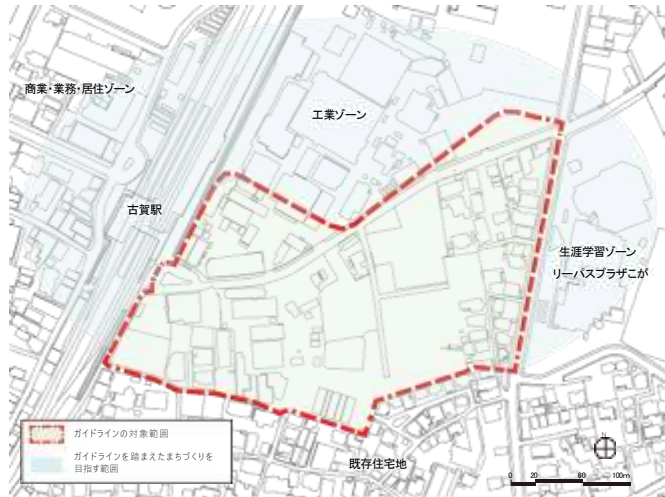 商業・業務・居住ゾーン
工業ゾーン
古賀駅
生涯学習ゾーン
リーパスプラザこが
ガイドラインの対象範囲
ガイドラインを踏まえたまちづくりを
目指す範囲
既存住宅地
N
0 20 60 100m